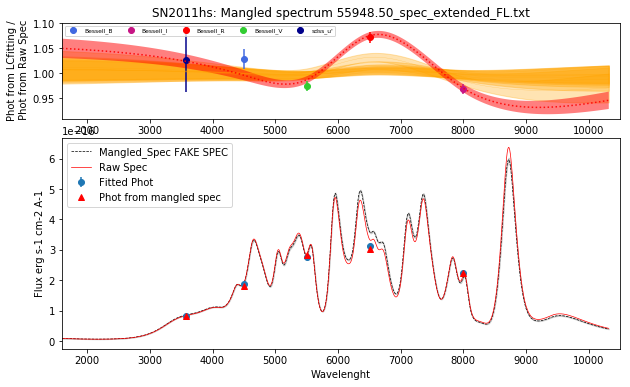 SN2011hs: Mangled spectrum 55948.50_spec_extended_FL.txt
Phot from LCfitting /
Phot from Raw Spec
1.10
1.05
1.00
0.95
Bessell_B
Bessell_I
Bessell_R
Bessell_V
sdss_u'
2000 3000 4000 5000 6000 7000 8000 9000 10000
1e−16
Flux erg s-1 cm-2 A-1
6
5
4
3
2
1
0
Mangled_Spec FAKE SPEC
Raw Spec
Fitted Phot
Phot from mangled spec
2000 3000 4000 5000 6000 7000 8000 9000 10000
Wavelenght